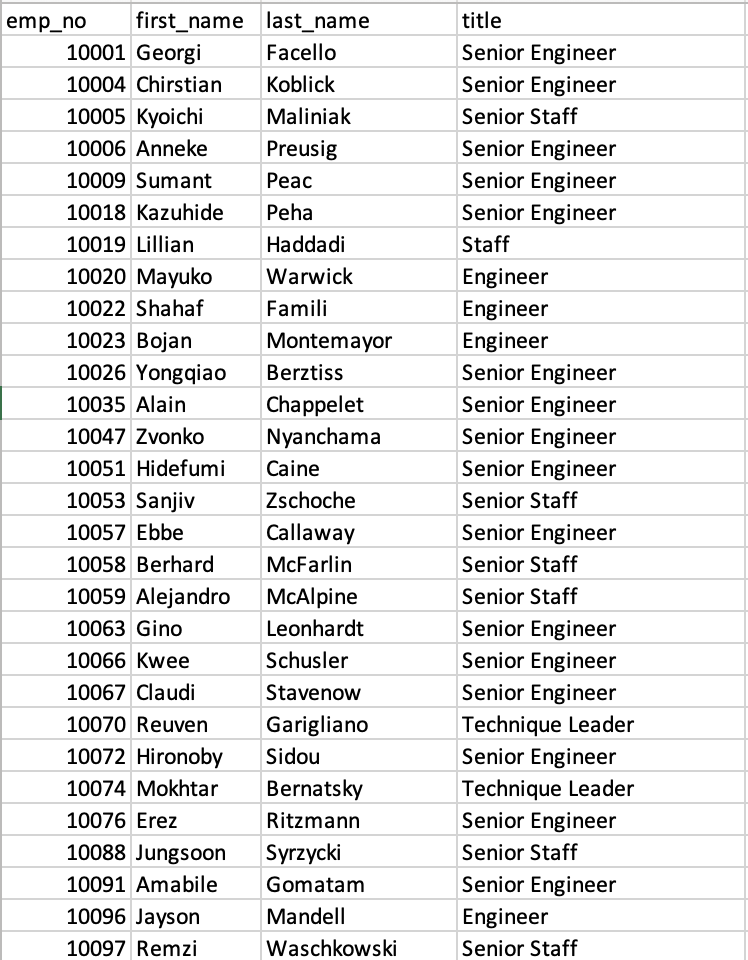 emp_no first_name last_name title
10001 Georgi Facello Senior Engineer
10004 Chirstian Koblick Senior Engineer
10005 Kyoichi Maliniak Senior Staff
10006 Anneke Preusig Senior Engineer
10009 Sumant Peac Senior Engineer
10018 Kazuhide Peha Senior Engineer
10019 Lillian Haddadi Staff
10020 Mayuko Warwick Engineer
10022 Shahaf Famili Engineer
10023 Bojan Montemayor Engineer
10026 Yongqiao Berztiss Senior Engineer
10035 Alain Chappelet Senior Engineer
10047 Zvonko Nyanchama Senior Engineer
10051 Hidefumi Caine Senior Engineer
10053 Sanjiv Zschoche Senior Staff
10057 Ebbe Callaway Senior Engineer
10058 Berhard McFarlin Senior Staff
10059 Alejandro McAlpine Senior Staff
10063 Gino Leonhardt Senior Engineer
10066 Kwee Schusler Senior Engineer
10067 Claudi Stavenow Senior Engineer
10070 Reuven Garigliano Technique Leader
10072 Hironoby Sidou Senior Engineer
10074 Mokhtar Bernatsky Technique Leader
10076 Erez Ritzmann Senior Engineer
10088 Jungsoon Syrzycki Senior Staff
10091 Amabile Gomatam Senior Engineer
10096 Jayson Mandell Engineer
10097 Remzi Waschkowski Senior Staff